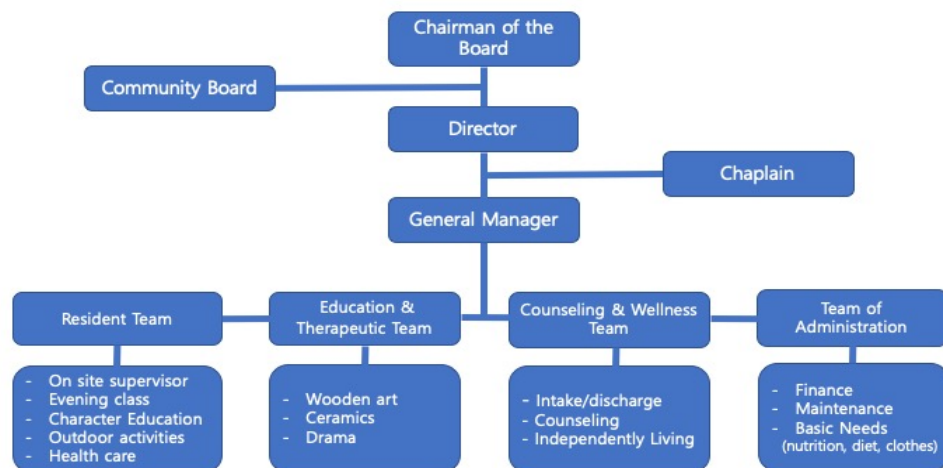 Chairman of the
Board
Community Board
Director
Chaplain
General Manager
Resident Team
Education &
Therapeutic Team
Counseling & Wellness
Team
Team of
Administration
- On site supervisor
- Evening class
- Character Education
- Outdoor activities
- Health care
- Wooden art
- Ceramics
- Drama
- Intake/discharge
- Counseling
- Independently Living
- Finance
- Maintenance
- Basic Needs
(nutrition, diet, clothes)